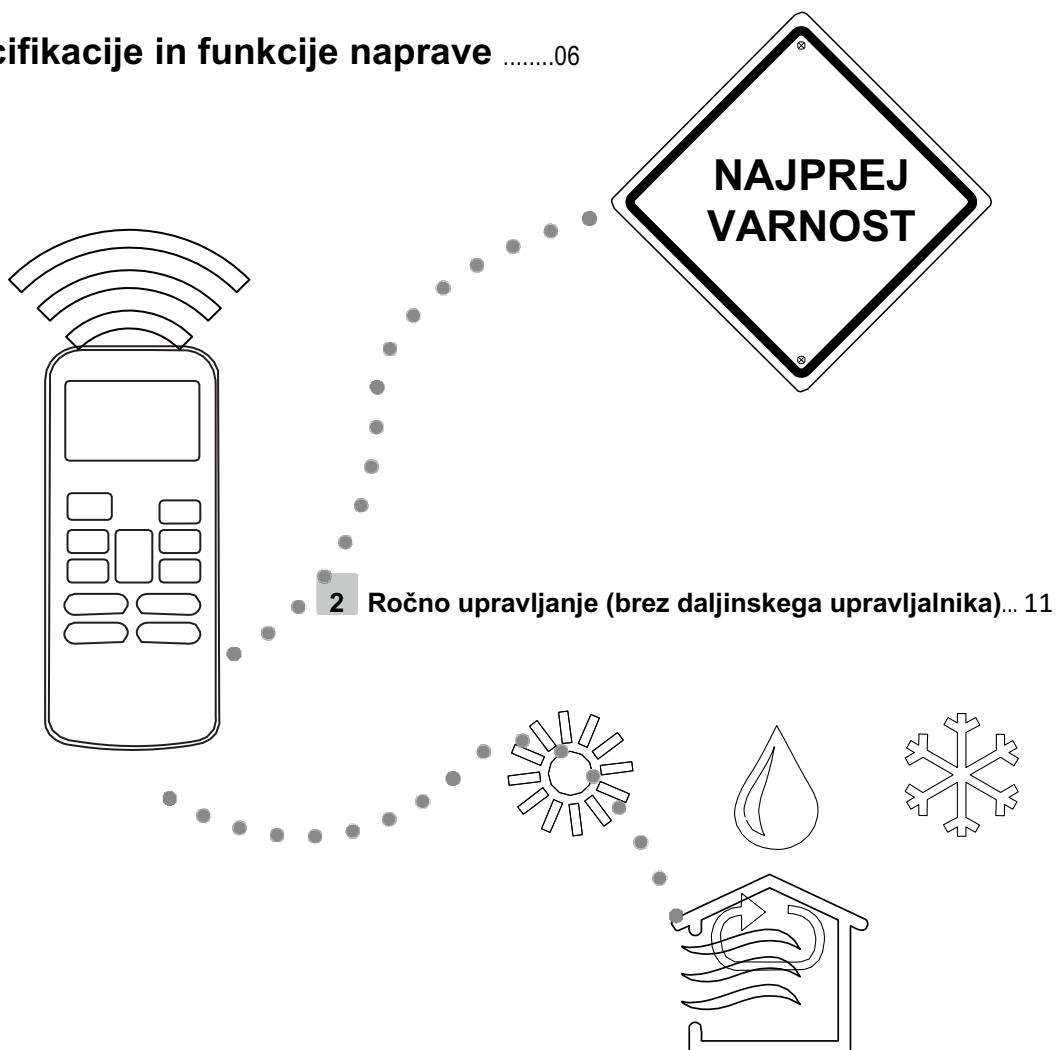 cifikacije in funkcije naprave ........06
NAJPREJ
VARNOST
2 Ročno upravljanje (brez daljinskega upravljalnika)... 11